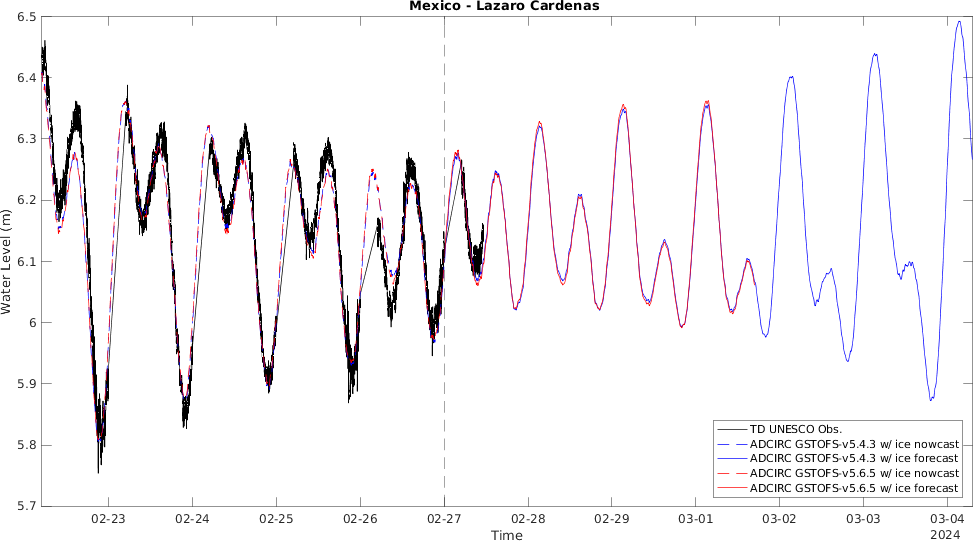 Mexico - Lazaro Cardenas
6.5
6.4
6.3
6.2
6.1
6
5.9
5.8
5.7
Water Level (m)
TD UNESCO Obs.
ADCIRC GSTOFS-v5.4.3 w/ ice nowcast
ADCIRC GSTOFS-v5.4.3 w/ ice forecast
ADCIRC GSTOFS-v5.6.5 w/ ice nowcast
ADCIRC GSTOFS-v5.6.5 w/ ice forecast
02-23 02-24 02-25 02-26 02-27 02-28 02-29 03-01 03-02 03-03 03-04
2024
Time